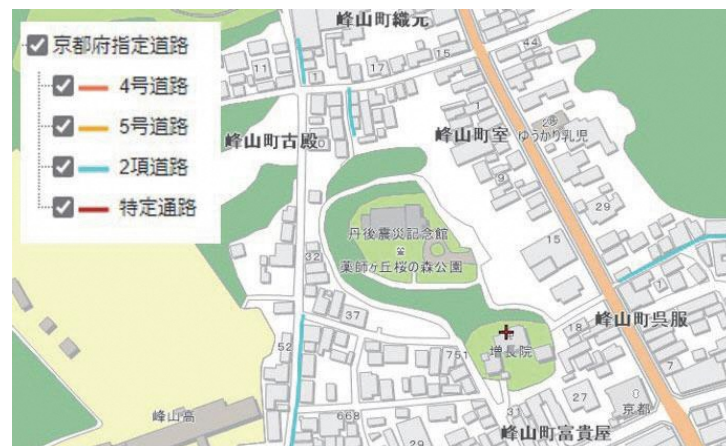 京都府指定道路
4号道路
5号道路
2項道路
特定通路
峰山町織元
11
1
17
15
44
峰山町古殿
峰山町室
1
ゆうかり乳児
9
29
丹後震災記念館
薬師ヶ丘桜の森公園
32
15
37
1
18
峰山町呉服
増長院
52
751
7
峰山高
27
京都
31
668
峰山町富貴屋
29